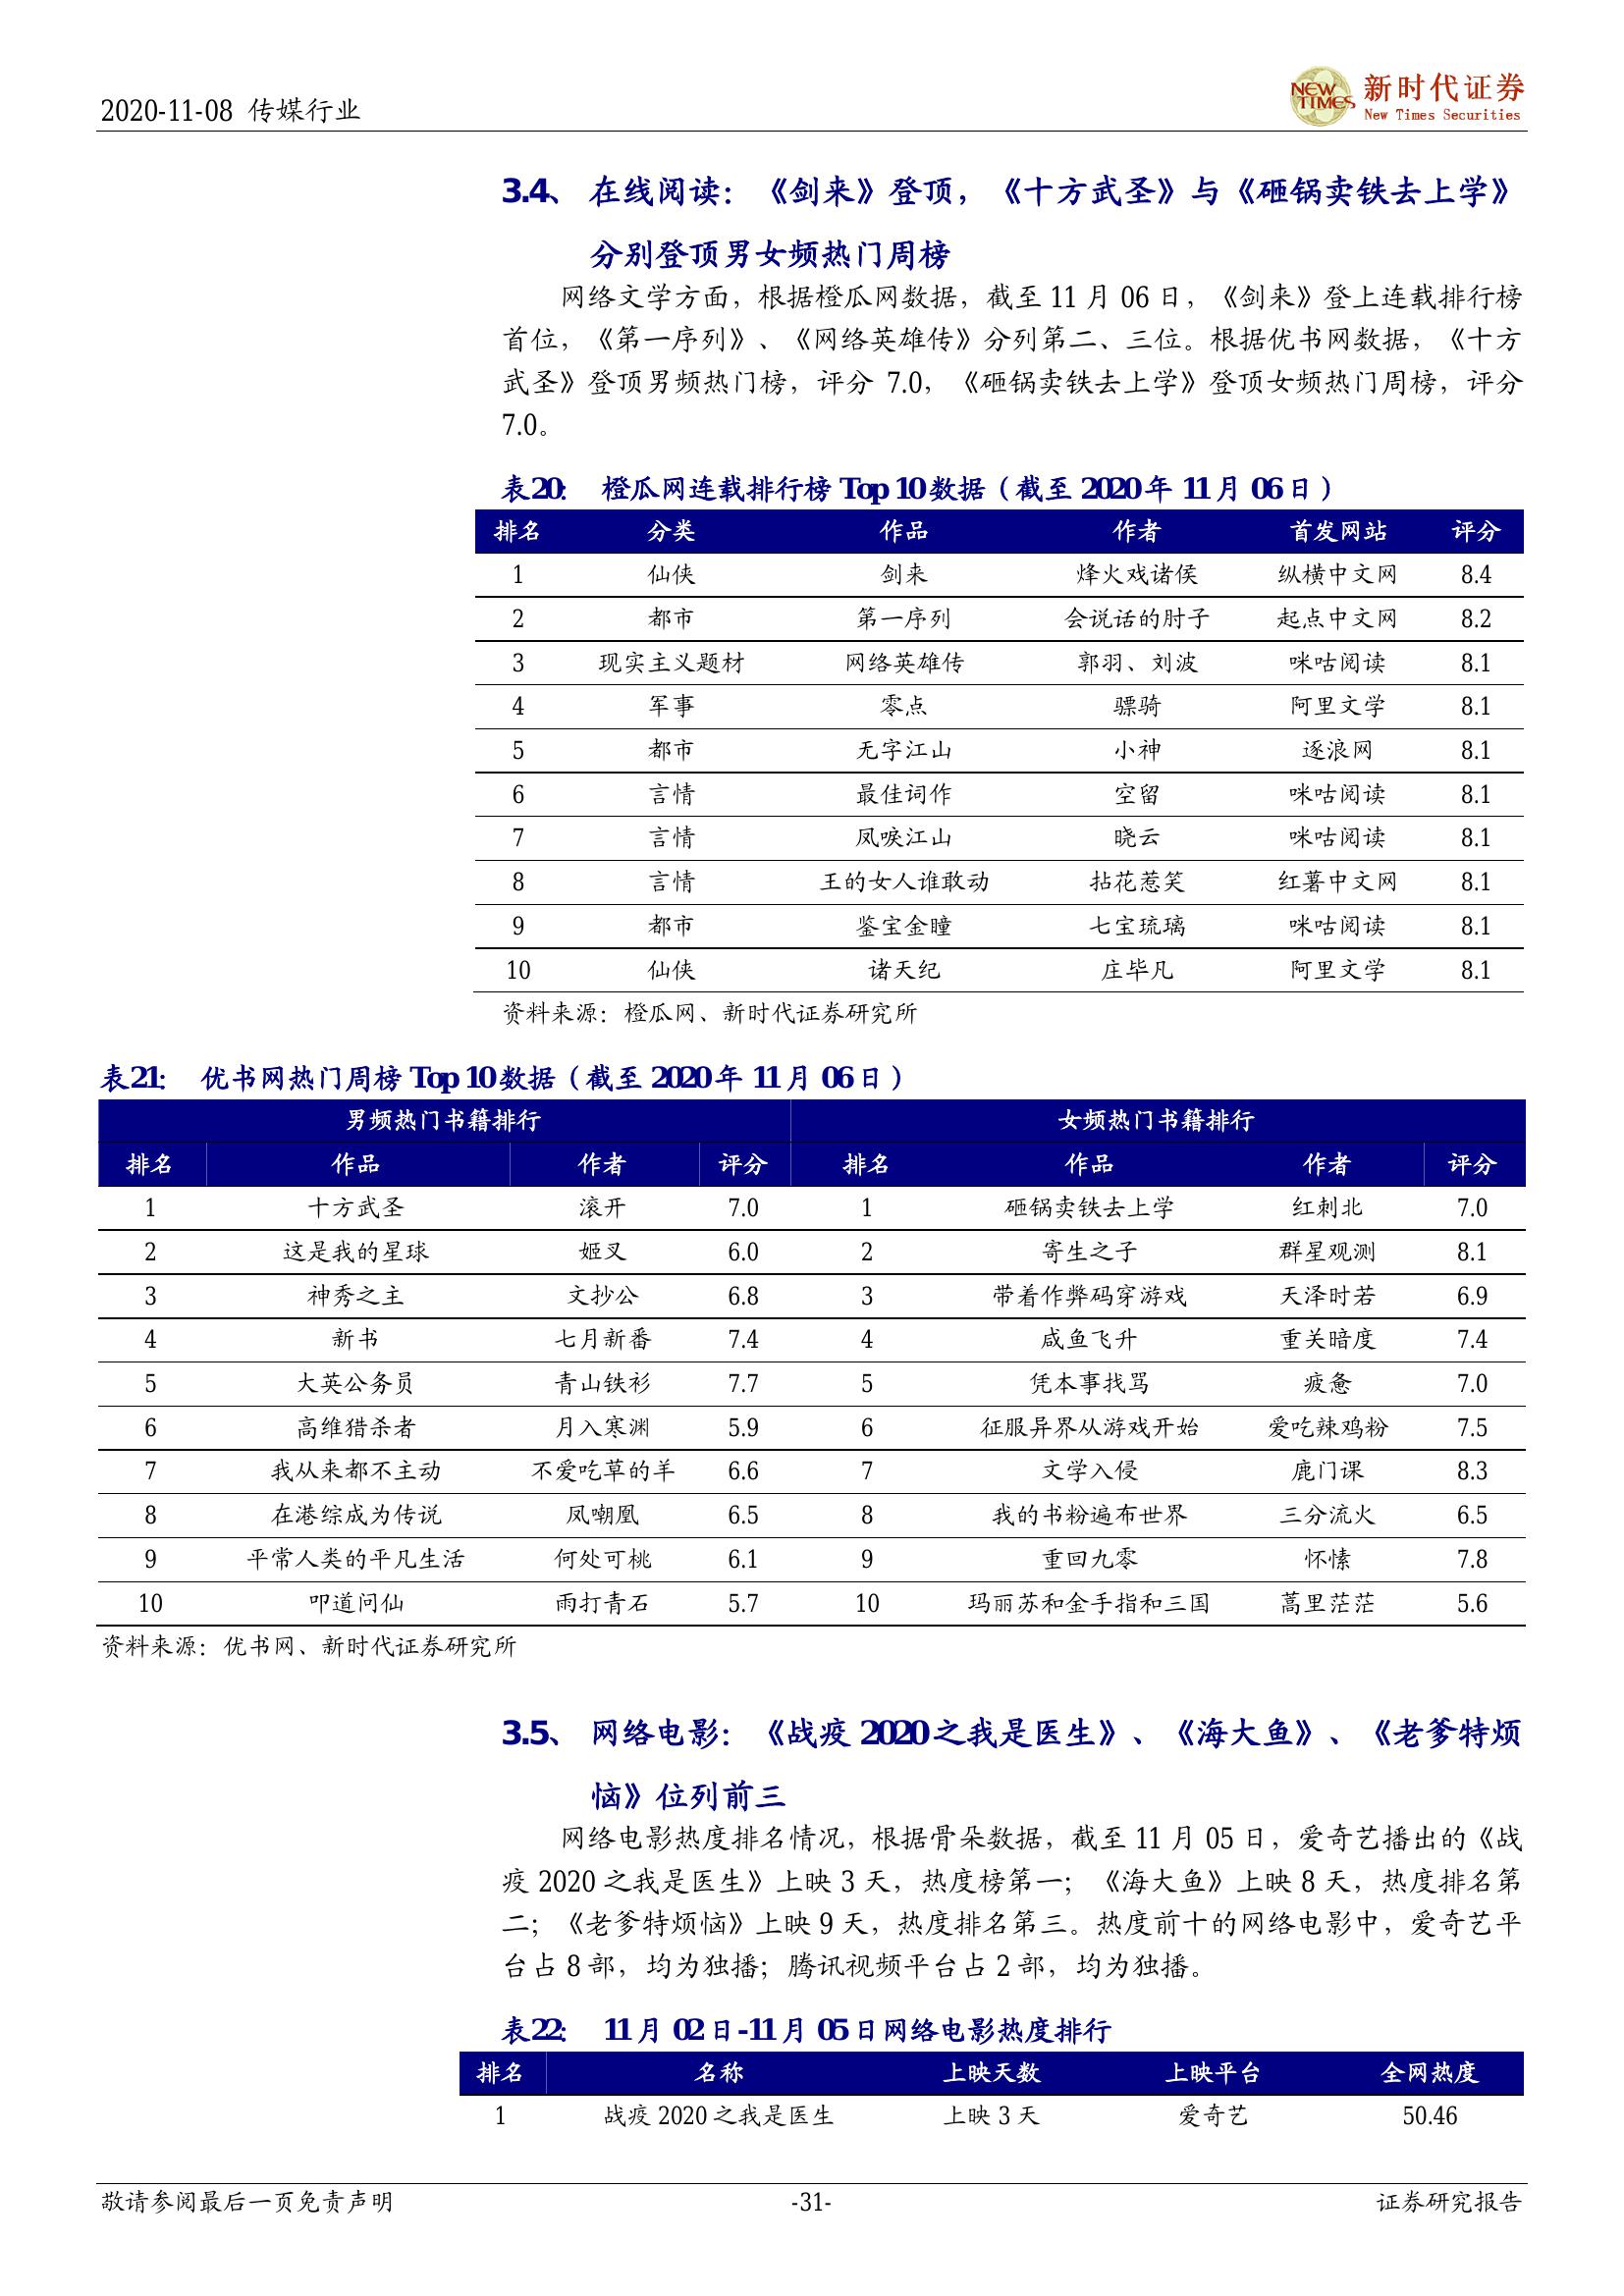 2020-11-08 传媒行业
NEW TIMES 新时代证券
New Times Securities
3.4、 在线阅读：《剑来》登顶，《十方武圣》与《砸锅卖铁去上学》
分别登顶男女频热门周榜
网络文学方面，根据橙瓜网数据，截至 11 月 06 日，《剑来》登上连载排行榜
首位，《第一序列》、《网络英雄传》分列第二、三位。根据优书网数据，《十方
武圣》登顶男频热门榜，评分 7.0，《砸锅卖铁去上学》登顶女频热门周榜，评分
7.0。
表20： 橙瓜网连载排行榜 Top 10 数据（截至 2020 年 11 月 06 日）
排名 分类 作品 作者 首发网站 评分
1 仙侠 剑来 烽火戏诸侯 纵横中文网 8.4
2 都市 第一序列 会说话的肘子 起点中文网 8.2
3 现实主义题材 网络英雄传 郭羽、刘波 咪咕阅读 8.1
4 军事 零点 骠骑 阿里文学 8.1
5 都市 无字江山 小神 逐浪网 8.1
6 言情 最佳词作 空留 咪咕阅读 8.1
7 言情 凤唳江山 晓云 咪咕阅读 8.1
8 言情 王的女人谁敢动 拈花惹笑 红薯中文网 8.1
9 都市 鉴宝金瞳 七宝琉璃 咪咕阅读 8.1
10 仙侠 诸天纪 庄毕凡 阿里文学 8.1
资料来源：橙瓜网、新时代证券研究所
表21： 优书网热门周榜 Top 10 数据（截至 2020 年 11 月 06 日）
男频热门书籍排行 女频热门书籍排行
排名 作品 作者 评分 排名 作品 作者 评分
1 十方武圣 滚开 7.0 1 砸锅卖铁去上学 红刺北 7.0
2 这是我的星球 姬叉 6.0 2 寄生之子 群星观测 8.1
3 神秀之主 文抄公 6.8 3 带着作弊码穿游戏 天泽时若 6.9
4 新书 七月新番 7.4 4 咸鱼飞升 重关暗度 7.4
5 大英公务员 青山铁杉 7.7 5 凭本事找骂 疲惫 7.0
6 高维猎杀者 月入寒渊 5.9 6 征服异界从游戏开始 爱吃辣鸡粉 7.5
7 我从来都不主动 不爱吃草的羊 6.6 7 文学入侵 鹿门课 8.3
8 在港综成为传说 凤嘲凰 6.5 8 我的书粉遍布世界 三分流火 6.5
9 平常人类的平凡生活 何处可桃 6.1 9 重回九零 怀愫 7.8
10 叩道问仙 雨打青石 5.7 10 玛丽苏和金手指和三国 蒿里茫茫 5.6
资料来源：优书网、新时代证券研究所
3.5、 网络电影：《战疫 2020 之我是医生》、《海大鱼》、《老爹特烦
恼》位列前三
网络电影热度排名情况，根据骨朵数据，截至 11 月 05 日，爱奇艺播出的《战
疫 2020 之我是医生》上映 3 天，热度榜第一；《海大鱼》上映 8 天，热度排名第
二；《老爹特烦恼》上映 9 天，热度排名第三。热度前十的网络电影中，爱奇艺平
台占 8 部，均为独播；腾讯视频平台占 2 部，均为独播。
表22： 11 月 02 日-11 月 05 日网络电影热度排行
排名 名称 上映天数 上映平台 全网热度
1 战疫 2020 之我是医生 上映 3 天 爱奇艺 50.46
敬请参阅最后一页免责声明 -31- 证券研究报告